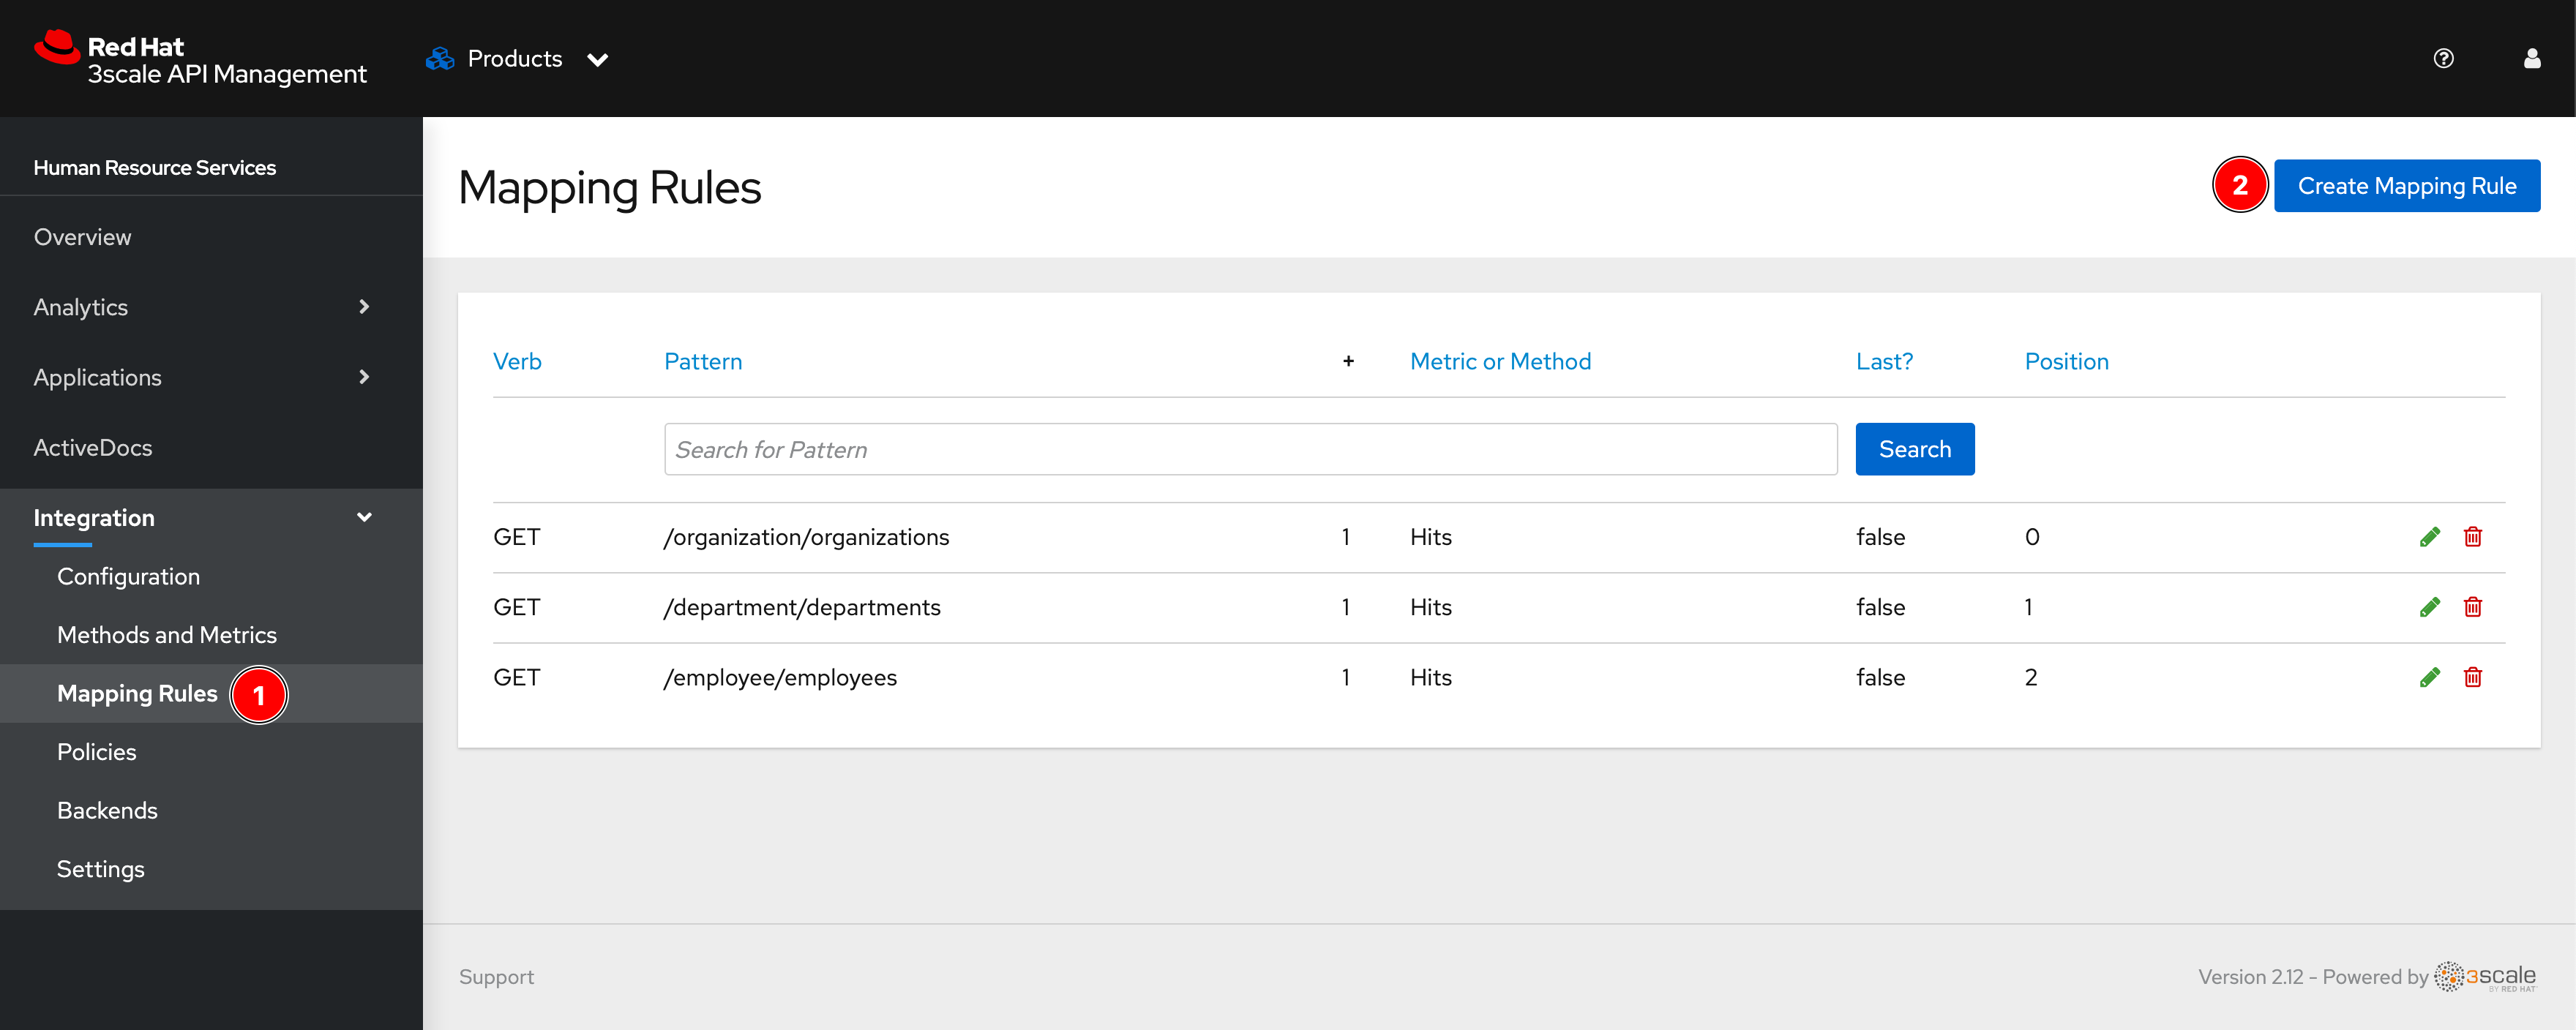 Red Hat
3scale API Management
Products
Human Resource Services
Overview
Analytics
Applications
ActiveDocs
Integration
Configuration
Methods and Metrics
Mapping Rules 1
Policies
Backends
Settings
Mapping Rules
2 Create Mapping Rule
Verb Pattern + Metric or Method Last? Position
Search for Pattern Search
GET /organization/organizations 1 Hits false 0
GET /department/departments 1 Hits false 1
GET /employee/employees 1 Hits false 2
Support
Version 2.12 - Powered by 3scale
BY RED HAT